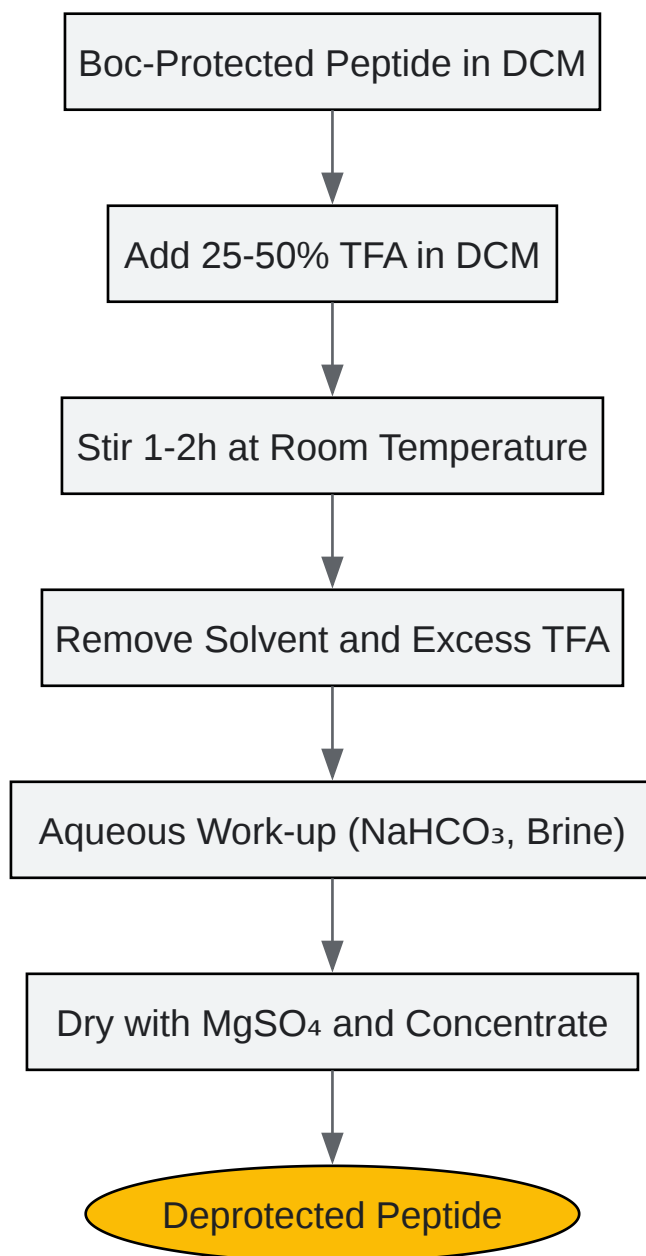 Boc-Protected Peptide in DCM
Add 25-50% TFA in DCM
Stir 1-2h at Room Temperature
Remove Solvent and Excess TFA
Aqueous Work-up (NaHCO₃, Brine)
Dry with MgSO₄ and Concentrate
Deprotected Peptide